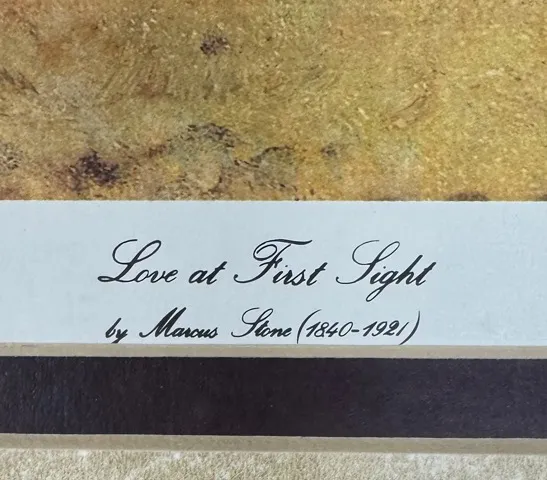 Love at First Sight
by Marcus Stone (1840-1921)